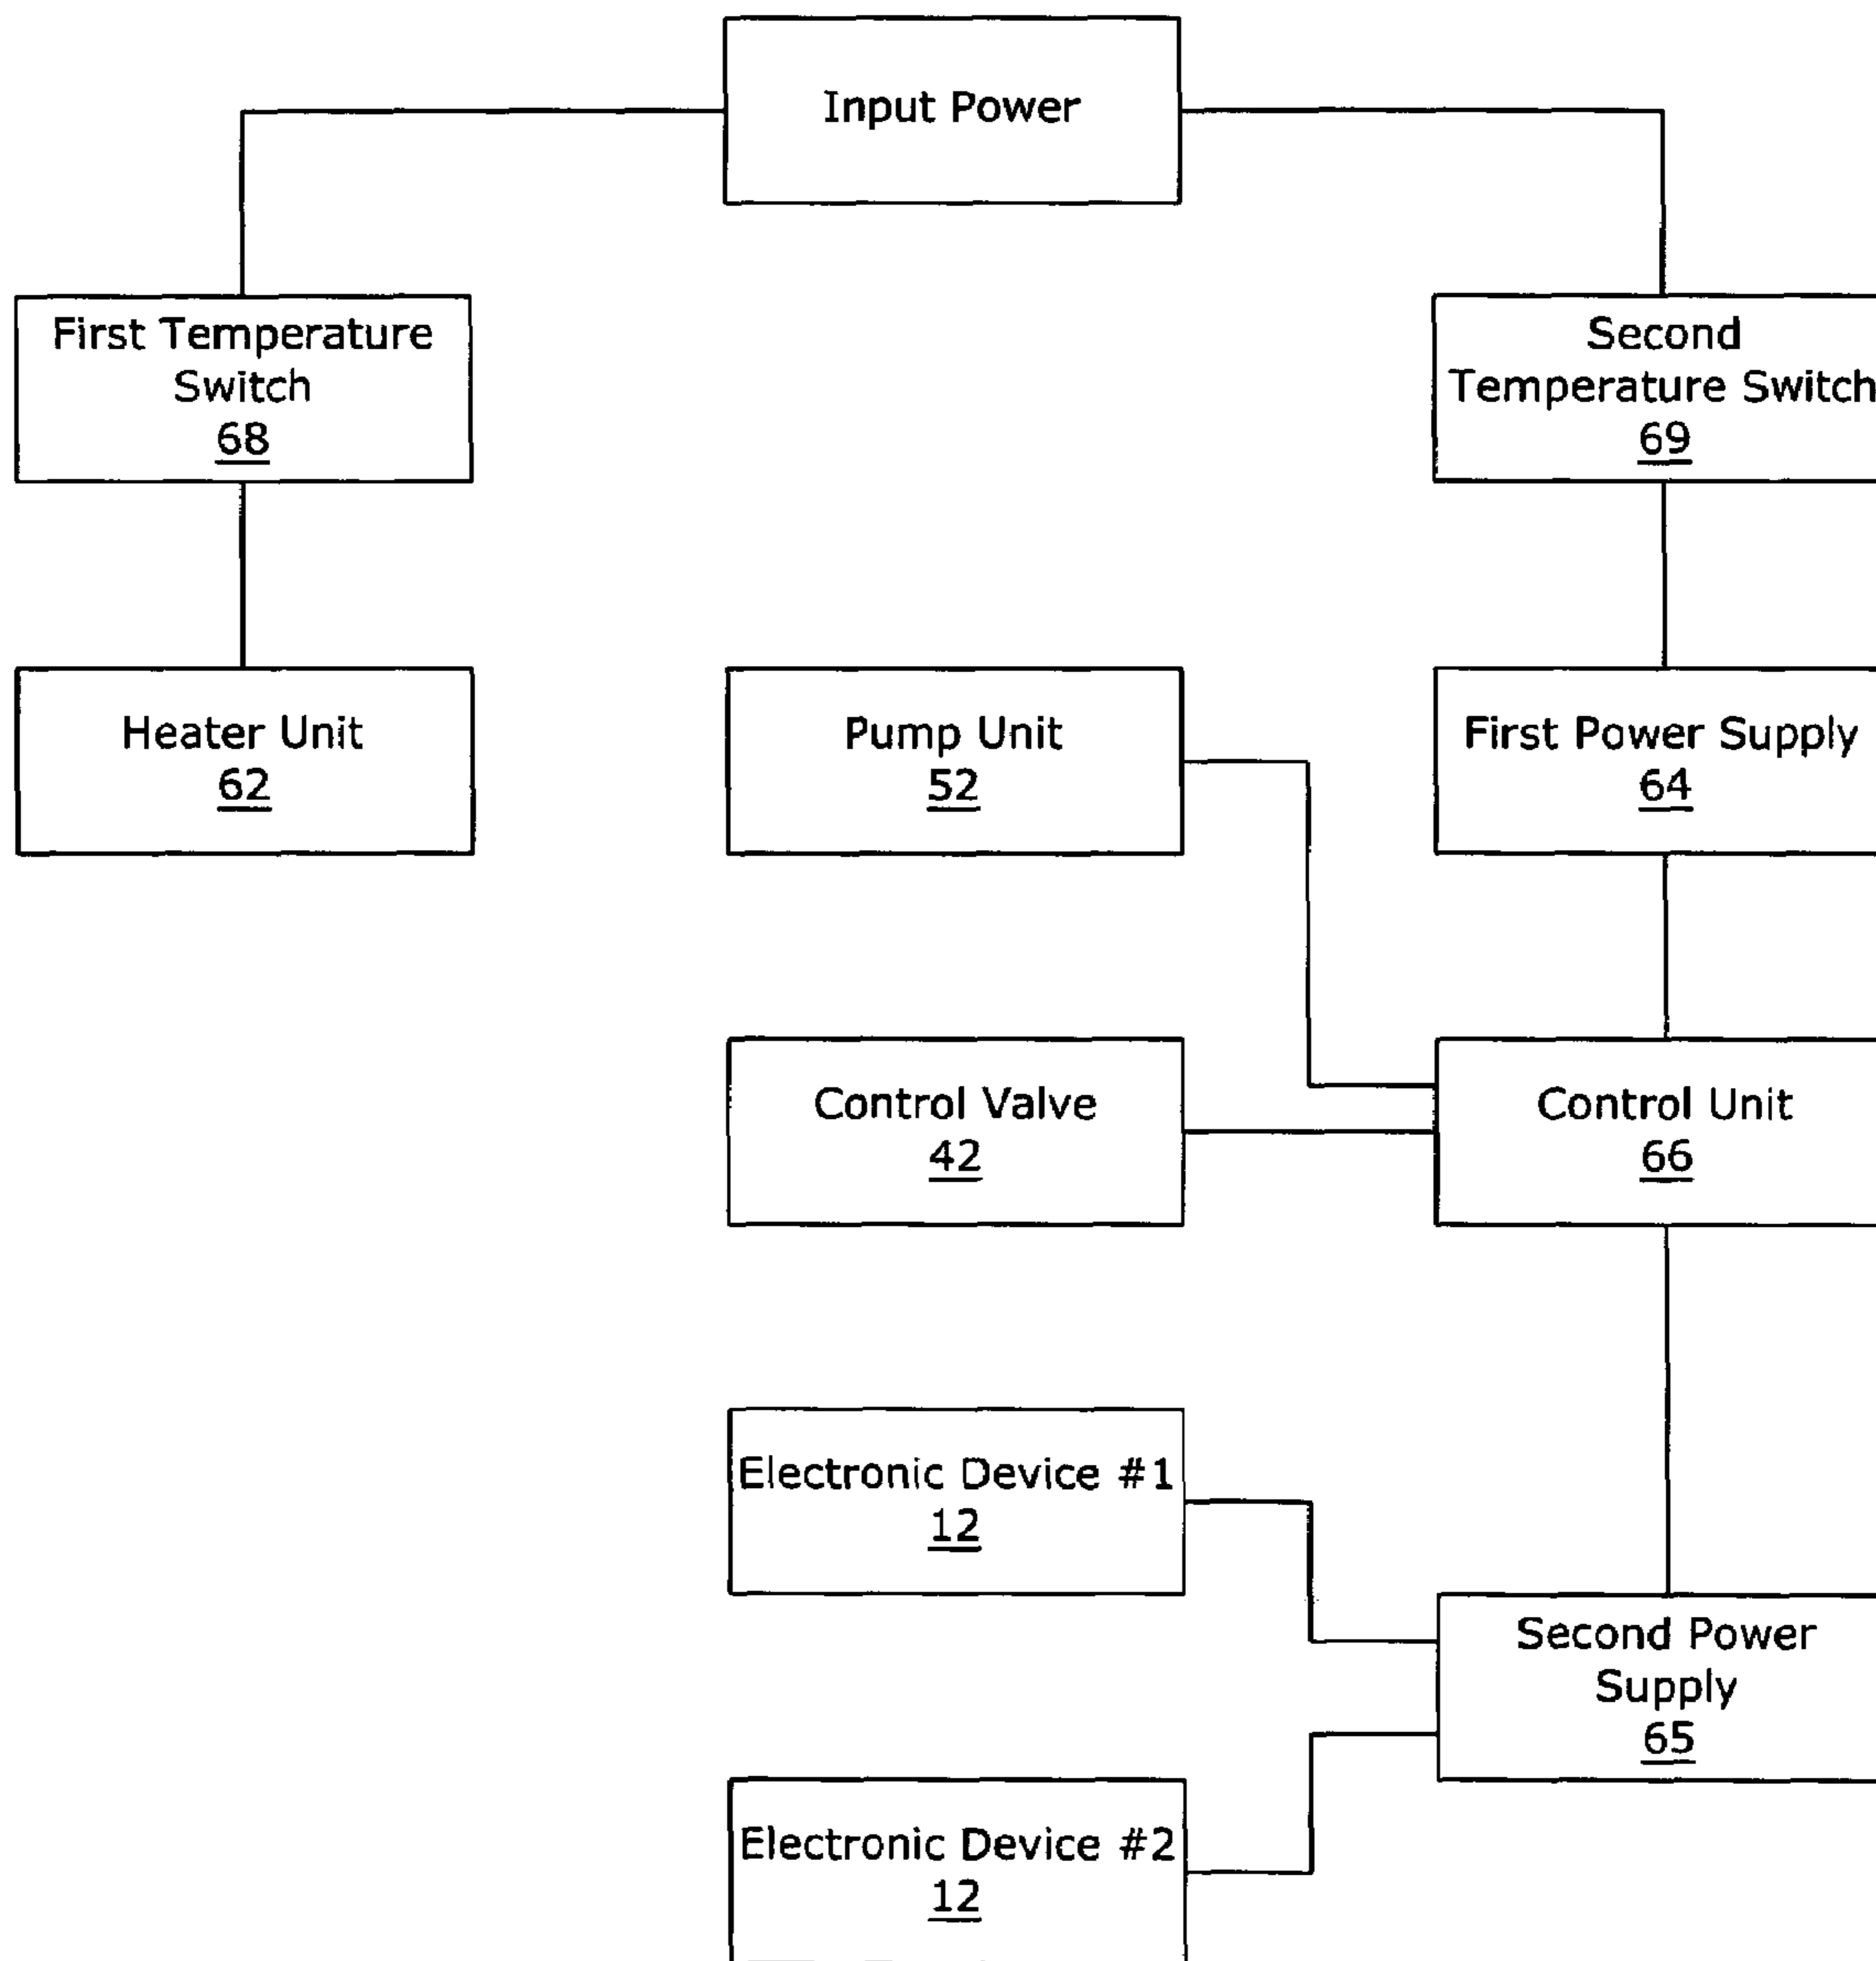 Input Power
First Temperature
Switch
68
Second
Temperature Switch
69
Heater Unit
62
Pump Unit
52
First Power Supply
64
Control Valve
42
Control Unit
66
Electronic Device #1
12
Second Power
Supply
65
Electronic Device #2
12